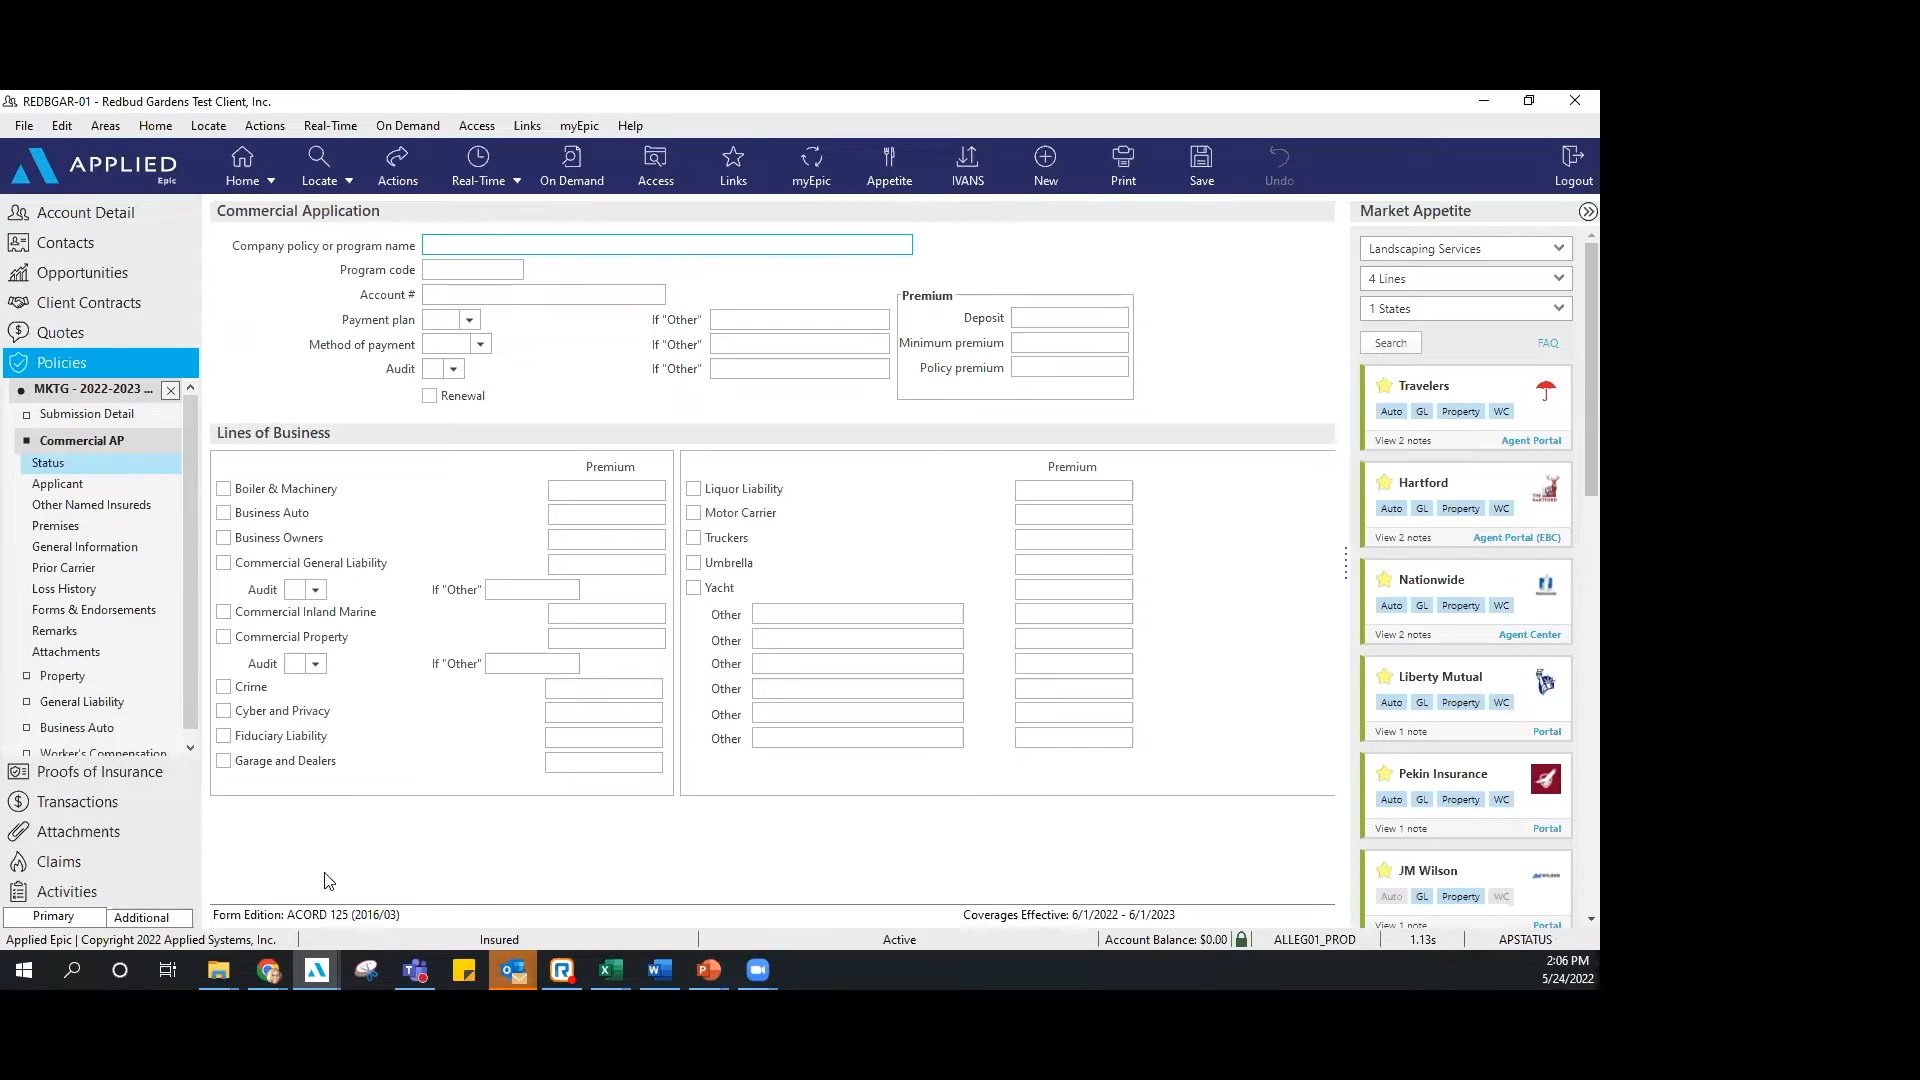 REDBGAR-01 - Redbud Gardens Test Client, Inc.
File Edit Areas Home Locate Actions Real-Time On Demand Access Links myEpic Help
APPLIED Epic
Home Locate Actions Real-Time On Demand Access Links myEpic Appetite IVANS New Print Save Undo Logout
Account Detail
Contacts
Opportunities
Client Contracts
Quotes
Policies
MKTG - 2022-2023 ...
Submission Detail
Commercial AP
Status
Applicant
Other Named Insureds
Premises
General Information
Prior Carrier
Loss History
Forms & Endorsements
Remarks
Attachments
Property
General Liability
Business Auto
Worker's Compensation
Proofs of Insurance
Transactions
Attachments
Claims
Activities
Primary Additional
Commercial Application
Company policy or program name
Program code
Account #
Payment plan If "Other"
Method of payment If "Other"
Audit If "Other"
Renewal
Premium
Deposit
Minimum premium
Policy premium
Lines of Business
Premium
Boiler & Machinery
Business Auto
Business Owners
Commercial General Liability
Audit If "Other"
Commercial Inland Marine
Commercial Property
Audit If "Other"
Crime
Cyber and Privacy
Fiduciary Liability
Garage and Dealers
Premium
Liquor Liability
Motor Carrier
Truckers
Umbrella
Yacht
Other
Other
Other
Other
Other
Other
Form Edition: ACORD 125 (2016/03) Coverages Effective: 6/1/2022 - 6/1/2023
Market Appetite
Landscaping Services
4 Lines
1 States
Search FAQ
Travelers
Auto GL Property WC
View 2 notes Agent Portal
Hartford
THE HARTFORD
Auto GL Property WC
View 2 notes Agent Portal (EBC)
Nationwide
Auto GL Property WC
View 2 notes Agent Center
Liberty Mutual
Auto GL Property WC
View 1 note Portal
Pekin Insurance
Auto GL Property WC
View 1 note Portal
JM Wilson
JM WILSON
Auto GL Property WC
View 1 note Portal
Applied Epic | Copyright 2022 Applied Systems, Inc. Insured Active Account Balance: $0.00 ALLEG01_PROD 1.13s APSTATUS
2:06 PM
5/24/2022